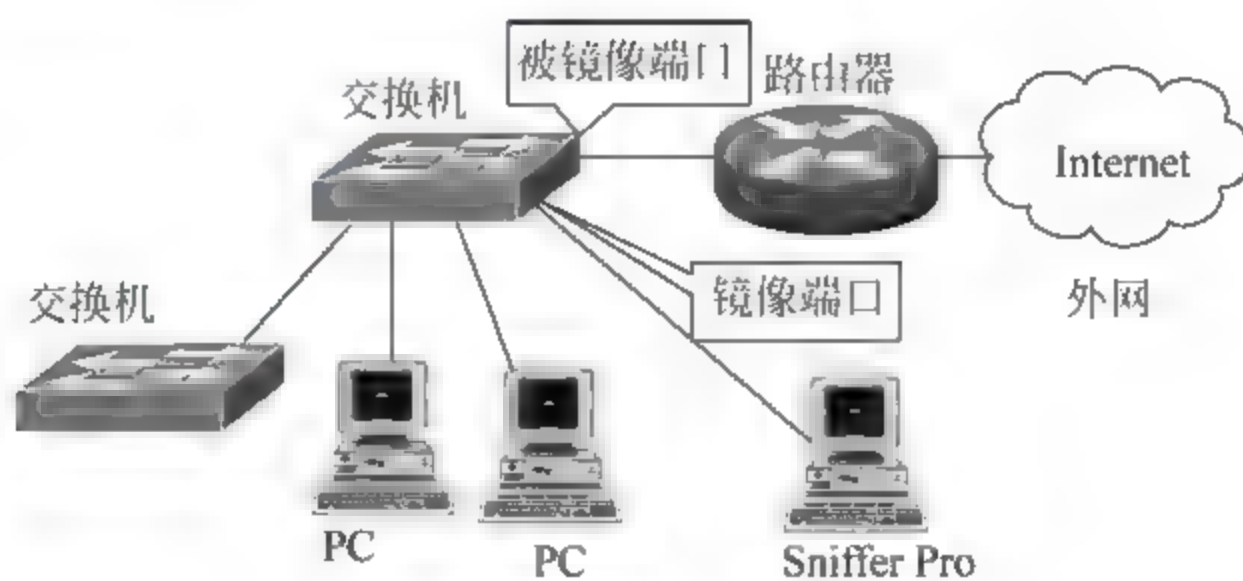 被镜像端口
路由器
交换机
Internet
镜像端口
外网
交换机
PC
PC
Sniffer Pro